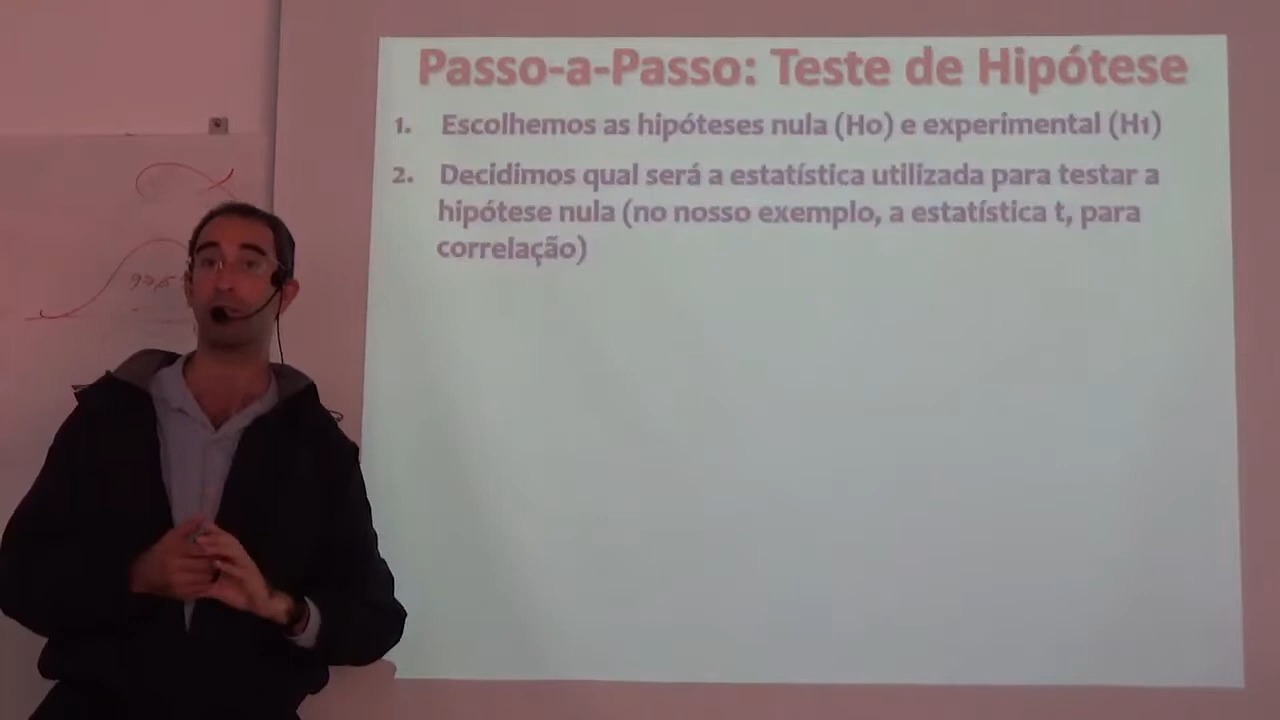 Passo-a-Passo: Teste de Hipótese
1. Escolhemos as hipóteses nula (H0) e experimental (H1)
2. Decidimos qual será a estatística utilizada para testar a
hipótese nula (no nosso exemplo, a estatística t, para
correlação)